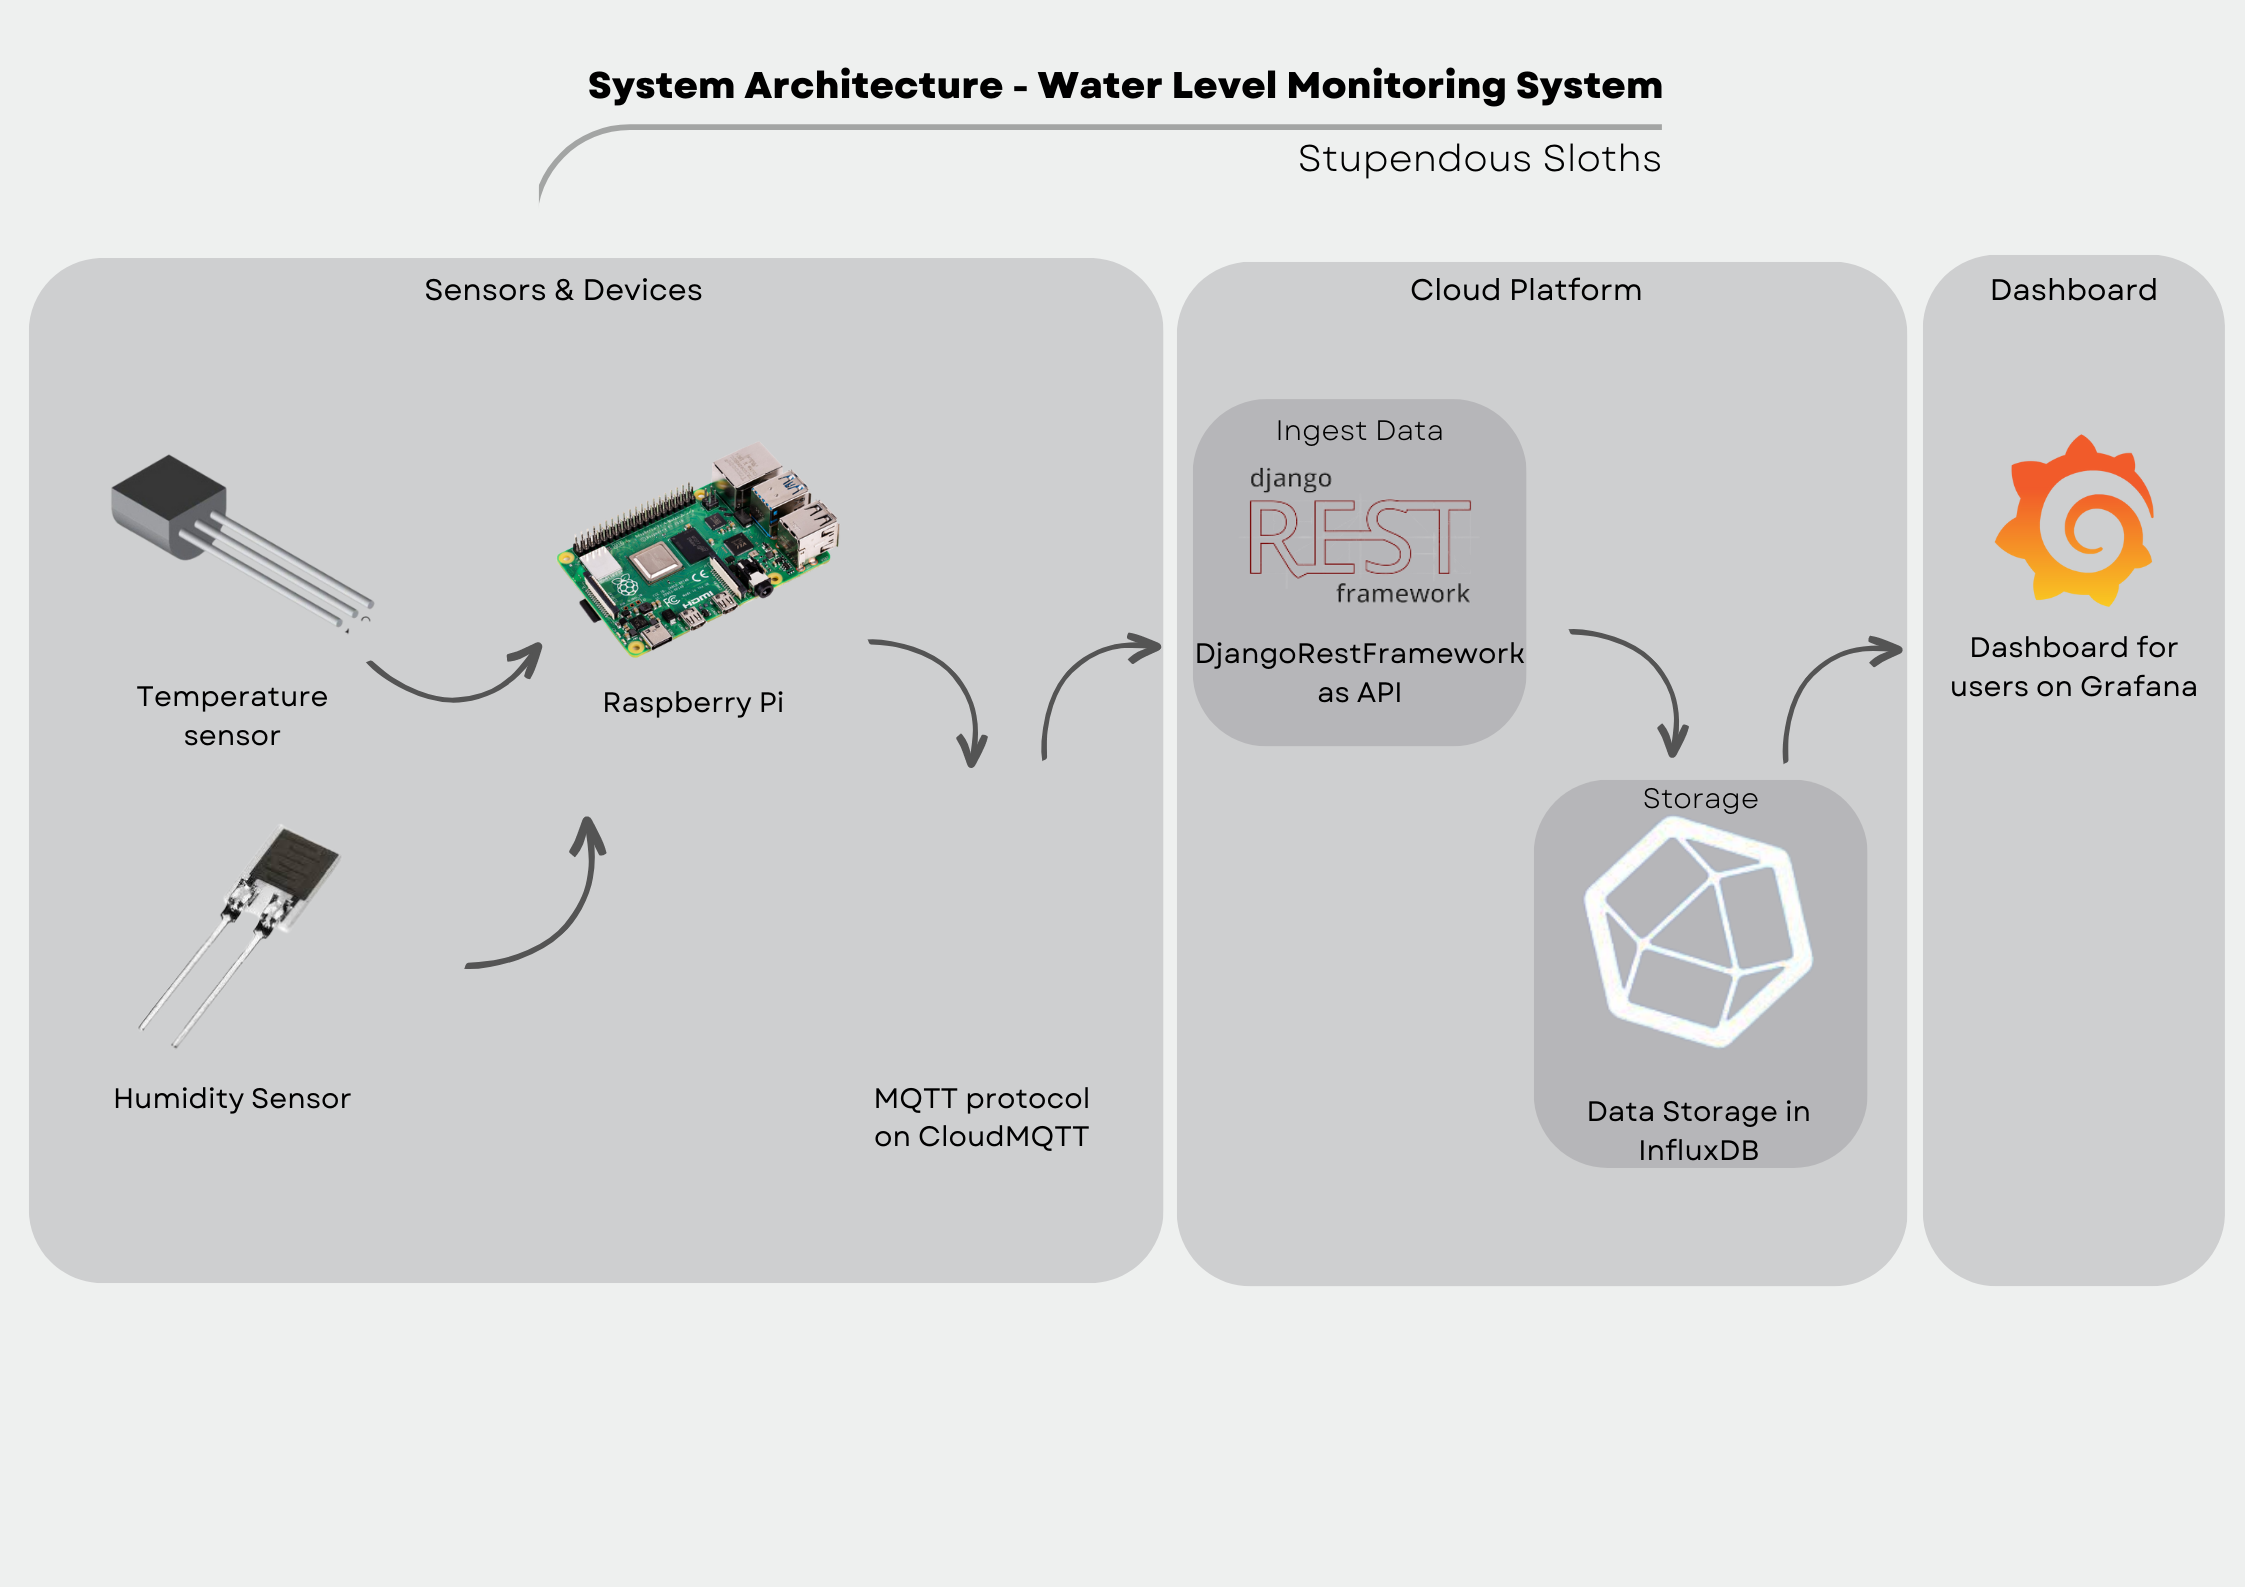 System Architecture - Water Level Monitoring System
Stupendous Sloths
Sensors & Devices
Temperature
sensor
HDMI
Raspberry Pi
Humidity Sensor
MQTT protocol
on CloudMQTT
Cloud Platform
Ingest Data
django
REST
framework
DjangoRestFramework
as API
Storage
Data Storage in
InfluxDB
Dashboard
Dashboard for
users on Grafana